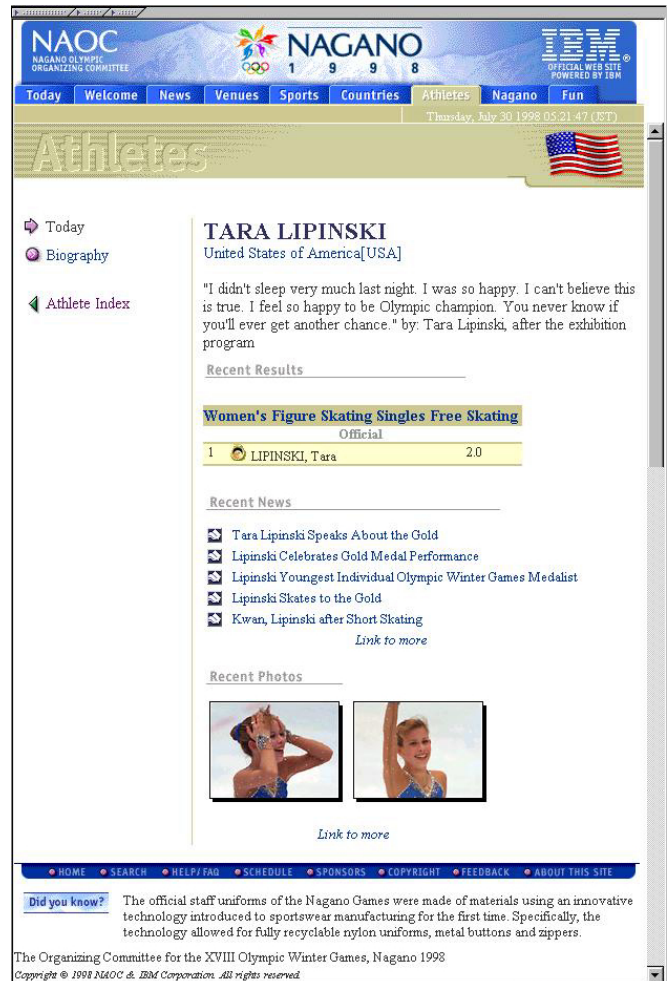 NAOC
NAGANO OLYMPIC
ORGANIZING COMMITTEE
NAGANO
1 9 9 8
IBM®
OFFICIAL WEB SITE
POWERED BY IBM
Today Welcome News Venues Sports Countries Athletes Nagano Fun
Thursday, July 30 1998 05:21:47 (JST)
Athletes
Today
Biography
Athlete Index
TARA LIPINSKI
United States of America[USA]
"I didn't sleep very much last night. I was so happy. I can't believe this
is true. I feel so happy to be Olympic champion. You never know if
you'll ever get another chance." by: Tara Lipinski, after the exhibition
program
Recent Results
Women's Figure Skating Singles Free Skating
Official
1 LIPINSKI, Tara 2.0
Recent News
Tara Lipinski Speaks About the Gold
Lipinski Celebrates Gold Medal Performance
Lipinski Youngest Individual Olympic Winter Games Medalist
Lipinski Skates to the Gold
Kwan, Lipinski after Short Skating
Link to more
Recent Photos
Link to more
HOME SEARCH HELP/FAQ SCHEDULE SPONSORS COPYRIGHT FEEDBACK ABOUT THIS SITE
Did you know?
The official staff uniforms of the Nagano Games were made of materials using an innovative
technology introduced to sportswear manufacturing for the first time. Specifically, the
technology allowed for fully recyclable nylon uniforms, metal buttons and zippers.
The Organizing Committee for the XVIII Olympic Winter Games, Nagano 1998
Copyright © 1998 NAOC & IBM Corporation. All rights reserved.